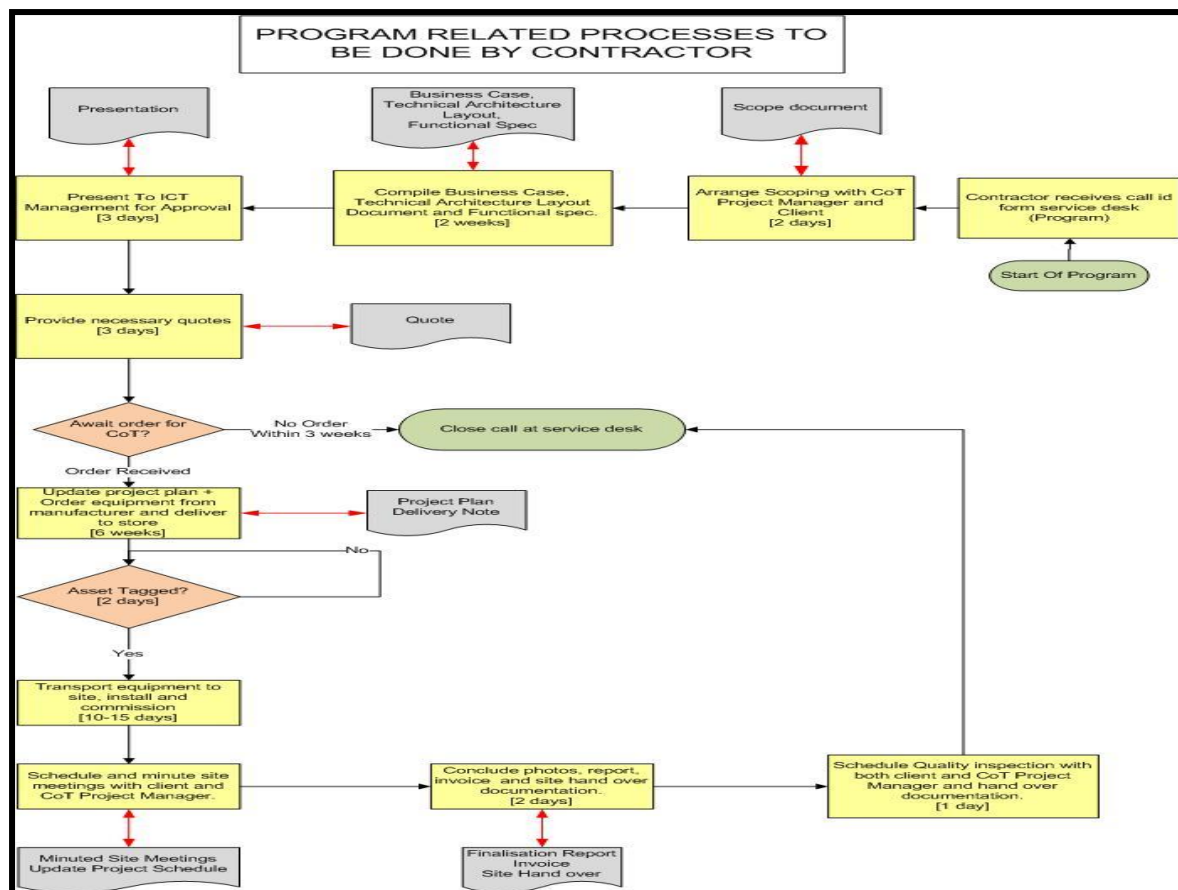 PROGRAM RELATED PROCESSES TO
BE DONE BY CONTRACTOR
Presentation
Business Case,
Technical Architecture
Layout,
Functional Spec
Scope document
Present To ICT
Management for Approval
[3 days]
Compile Business Case,
Technical Architecture Layout
Document and Functional spec.
[2 weeks]
Arrange Scoping with CoT
Project Manager and
Client
[2 days]
Contractor receives call id
form service desk
(Program)
Start Of Program
Provide necessary quotes
[3 days]
Quote
Await order for
CoT?
No Order
Within 3 weeks
Close call at service desk
Order Received
Update project plan +
Order equipment from
manufacturer and deliver
to store
[6 weeks]
Project Plan
Delivery Note
No
Asset Tagged?
[2 days]
Yes
Transport equipment to
site, install and
commission
[10-15 days]
Schedule and minute site
meetings with client and
CoT Project Manager.
Conclude photos, report,
invoice and site hand over
documentation.
[2 days]
Schedule Quality inspection with
both client and CoT Project
Manager and hand over
documentation.
[1 day]
Minuted Site Meetings
Update Project Schedule
Finalisation Report
Invoice
Site Hand over